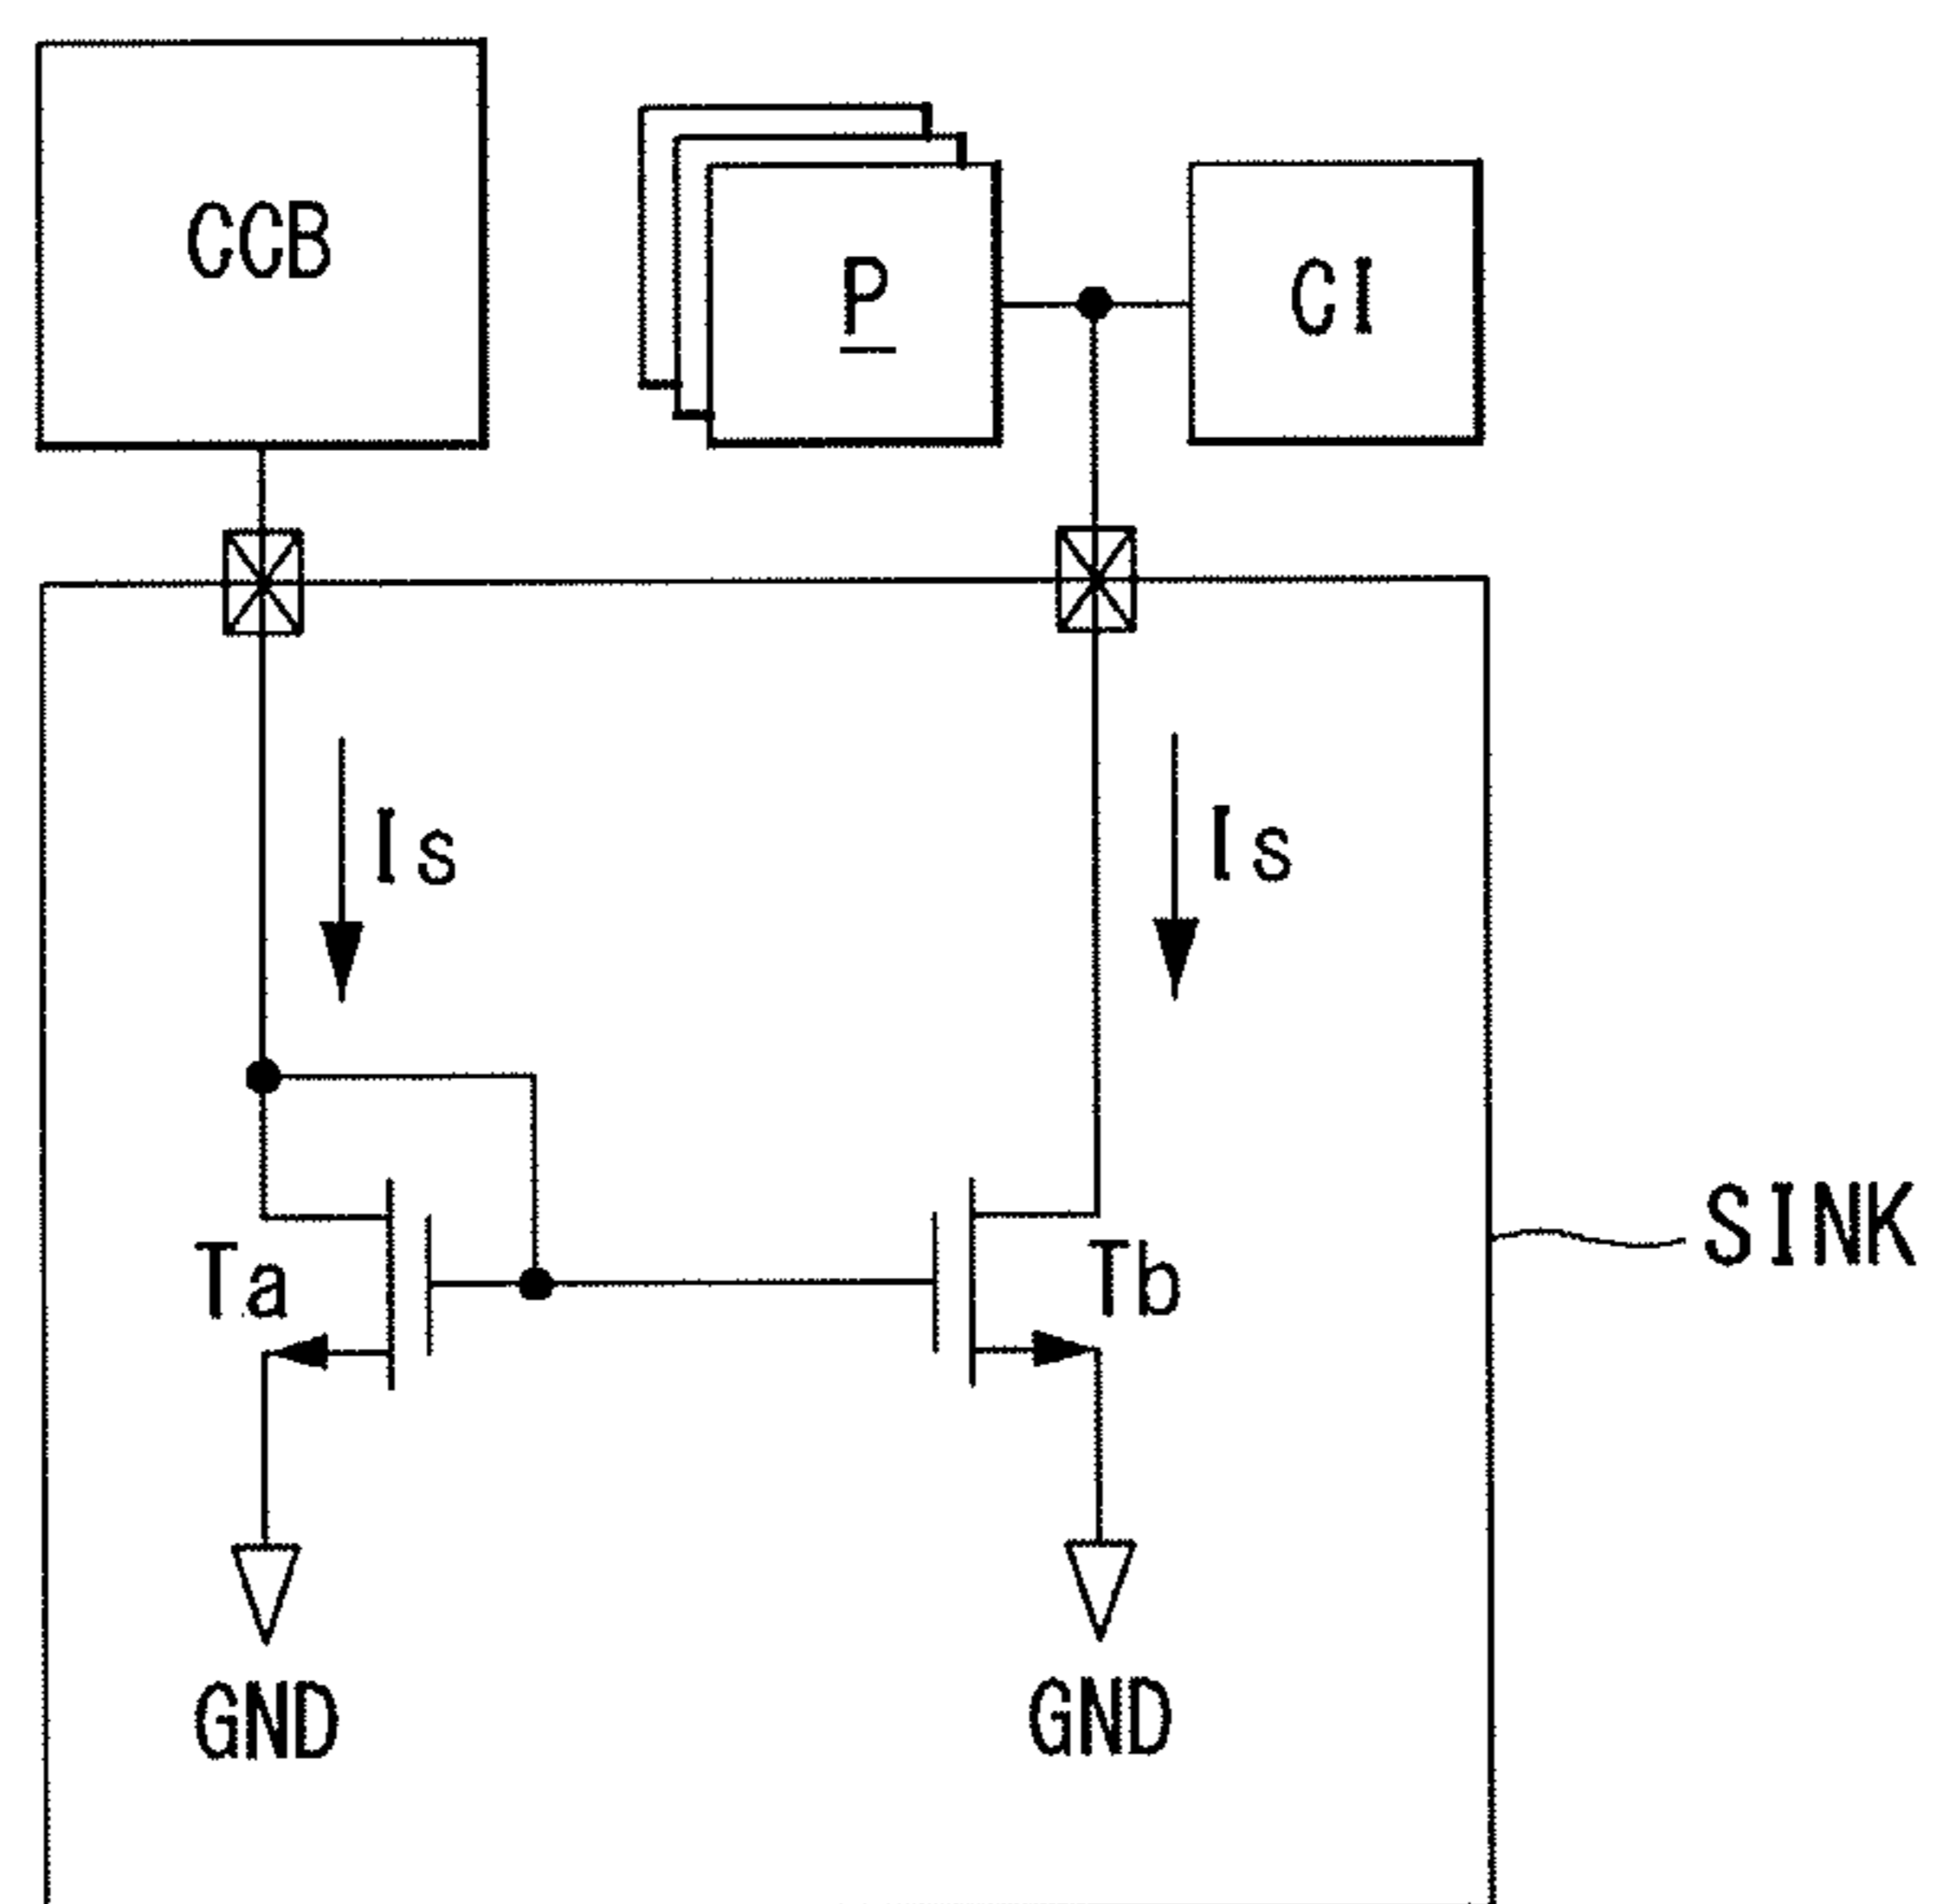 CCB
P
CI
Is
Is
Ta
Tb
SINK
GND
GND